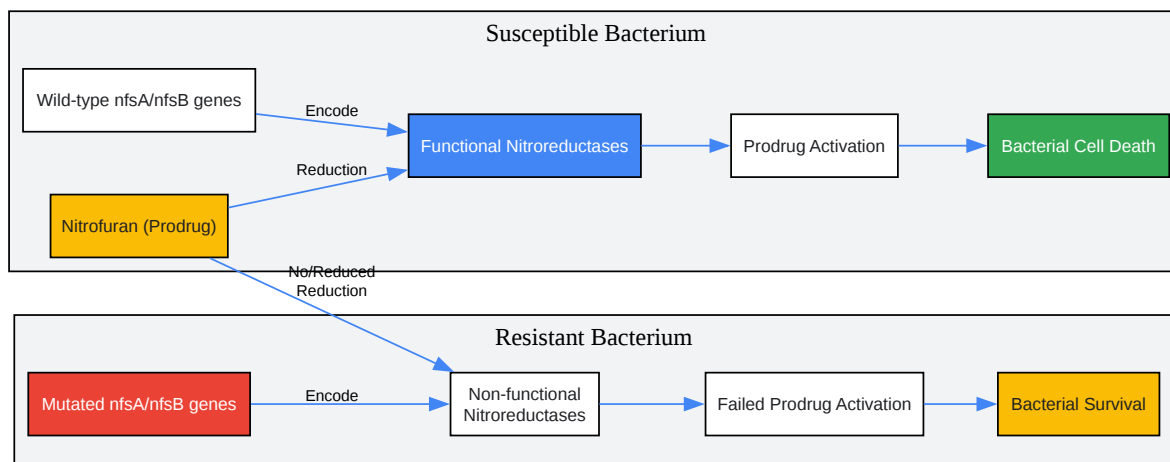 Susceptible Bacterium
Wild-type nfsA/nfsB genes
Encode
Functional Nitroreductases
Prodrug Activation
Bacterial Cell Death
Reduction
Nitrofuran (Prodrug)
No/Reduced
Reduction
Resistant Bacterium
Mutated nfsA/nfsB genes
Encode
Non-functional
Nitroreductases
Failed Prodrug Activation
Bacterial Survival